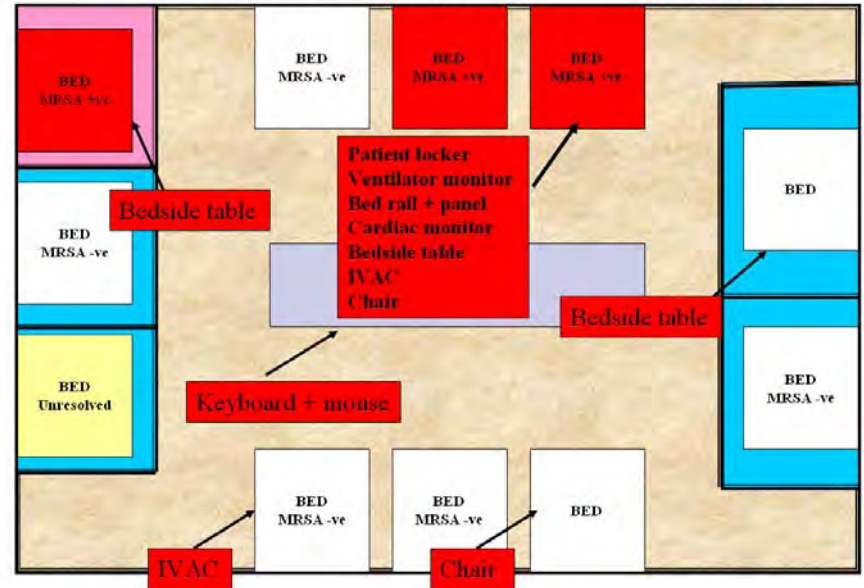 BED
MRSA +ve
BED
MRSA -ve
BED
MRSA +ve
BED
MRSA +ve
Patient locker
Ventilator monitor
Bed rail + panel
Cardiac monitor
Bedside table
IVAC
Chair
Bedside table
BED
MRSA -ve
BED
Bedside table
BED
Unresolved
Keyboard + mouse
BED
MRSA -ve
BED
MRSA -ve
BED
MRSA -ve
BED
IVAC
Chair